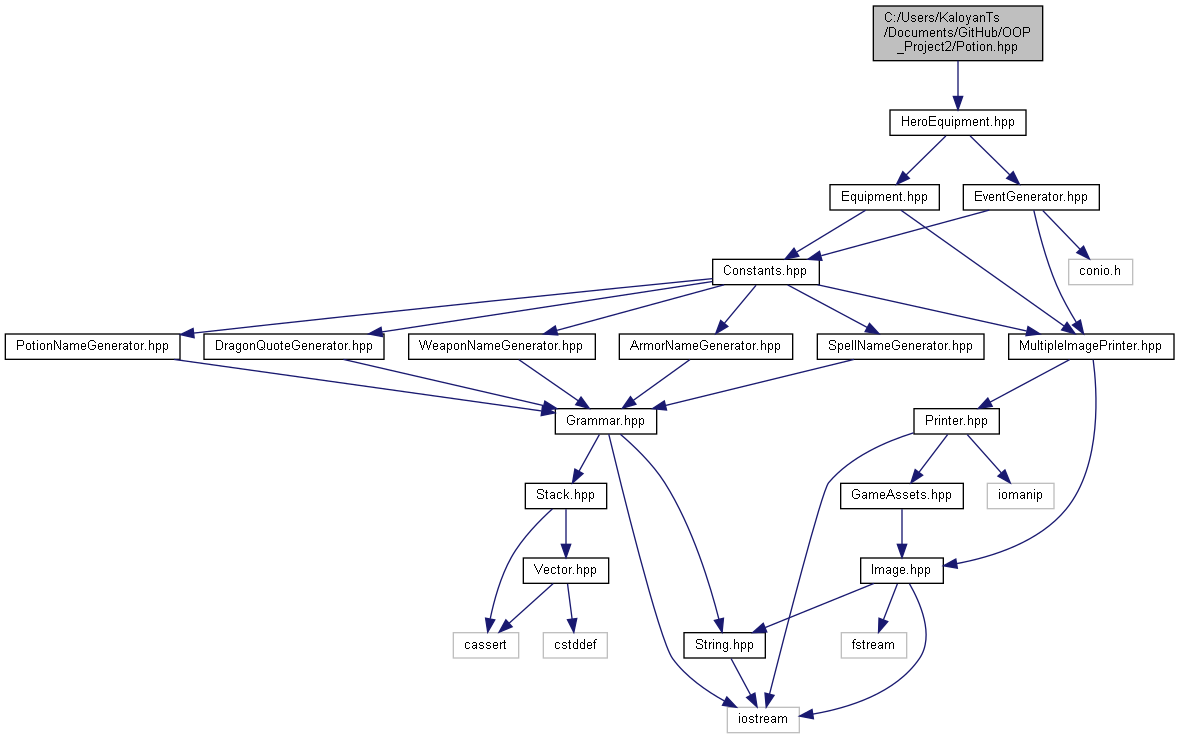 C:/Users/KaloyanTs
/Documents/GitHub/OOP
_Project2/Potion.hpp
HeroEquipment.hpp
Equipment.hpp
EventGenerator.hpp
Constants.hpp
conio.h
PotionNameGenerator.hpp
DragonQuoteGenerator.hpp
WeaponNameGenerator.hpp
ArmorNameGenerator.hpp
SpellNameGenerator.hpp
MultipleImagePrinter.hpp
Grammar.hpp
Printer.hpp
Stack.hpp
GameAssets.hpp
iomanip
Vector.hpp
Image.hpp
cassert
cstddef
String.hpp
fstream
iostream